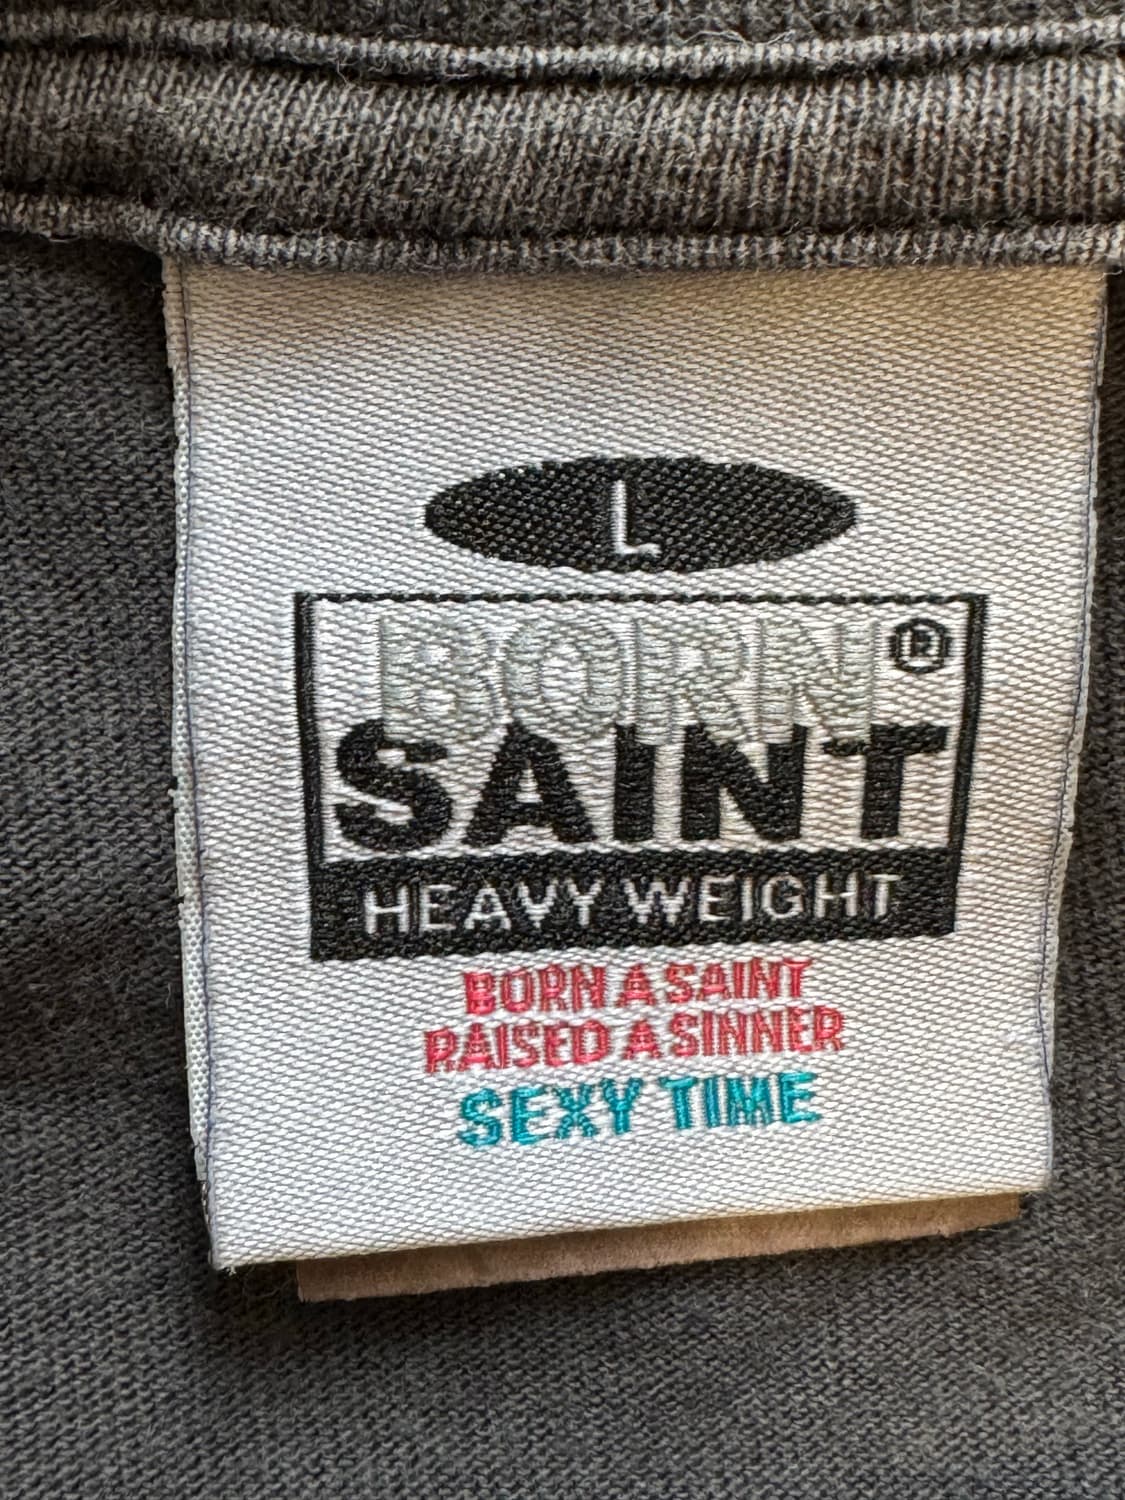 L
BORN ®
SAINT
HEAVY WEIGHT
BORN A SAINT
RAISED A SINNER
SEXY TIME